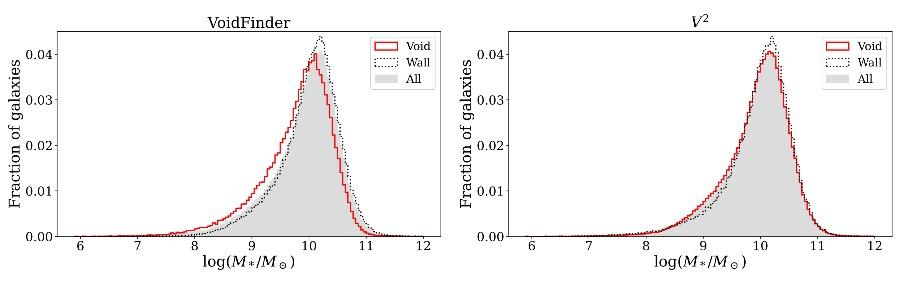 VoidFinder
Fraction of galaxies
0.04
0.03
0.02
0.01
0.00
Void
Wall
All
6 7 8 9 10 11 12
log(M*/M⊙)
V²
Fraction of galaxies
0.04
0.03
0.02
0.01
0.00
Void
Wall
All
6 7 8 9 10 11 12
log(M*/M⊙)